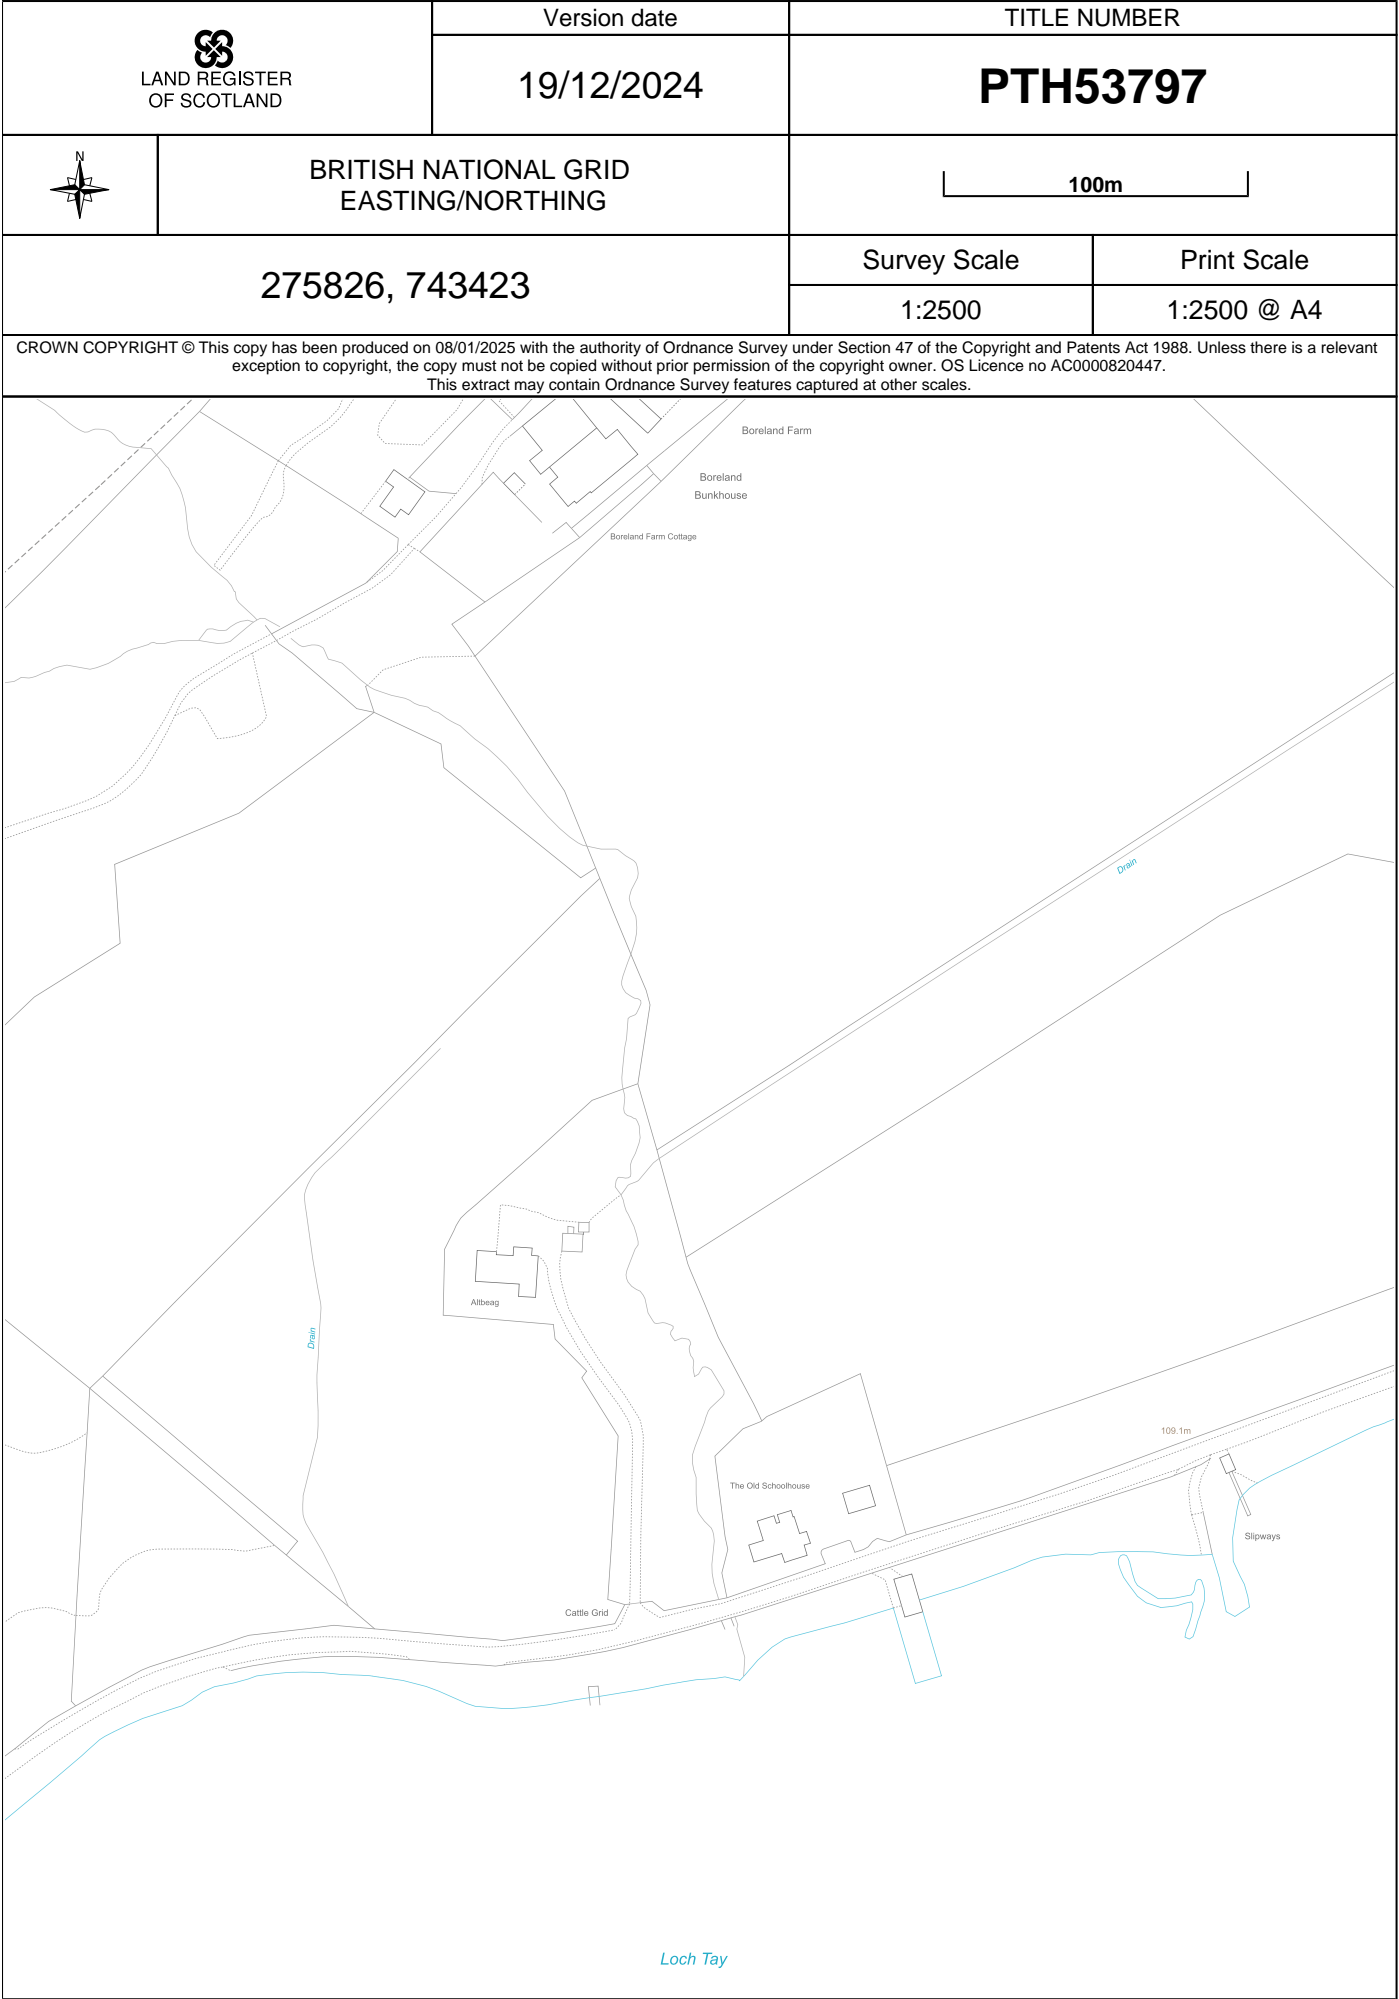 Version date
TITLE NUMBER
LAND REGISTER
OF SCOTLAND
19/12/2024
PTH53797
N
BRITISH NATIONAL GRID
EASTING/NORTHING
100m
275826, 743423
Survey Scale
Print Scale
1:2500
1:2500 @ A4
CROWN COPYRIGHT © This copy has been produced on 08/01/2025 with the authority of Ordnance Survey under Section 47 of the Copyright and Patents Act 1988. Unless there is a relevant
exception to copyright, the copy must not be copied without prior permission of the copyright owner. OS Licence no AC0000820447.
This extract may contain Ordnance Survey features captured at other scales.
Boreland Farm
Boreland
Bunkhouse
Boreland Farm Cottage
Drain
Altbeag
Drain
109.1m
The Old Schoolhouse
Slipways
Cattle Grid
Loch Tay